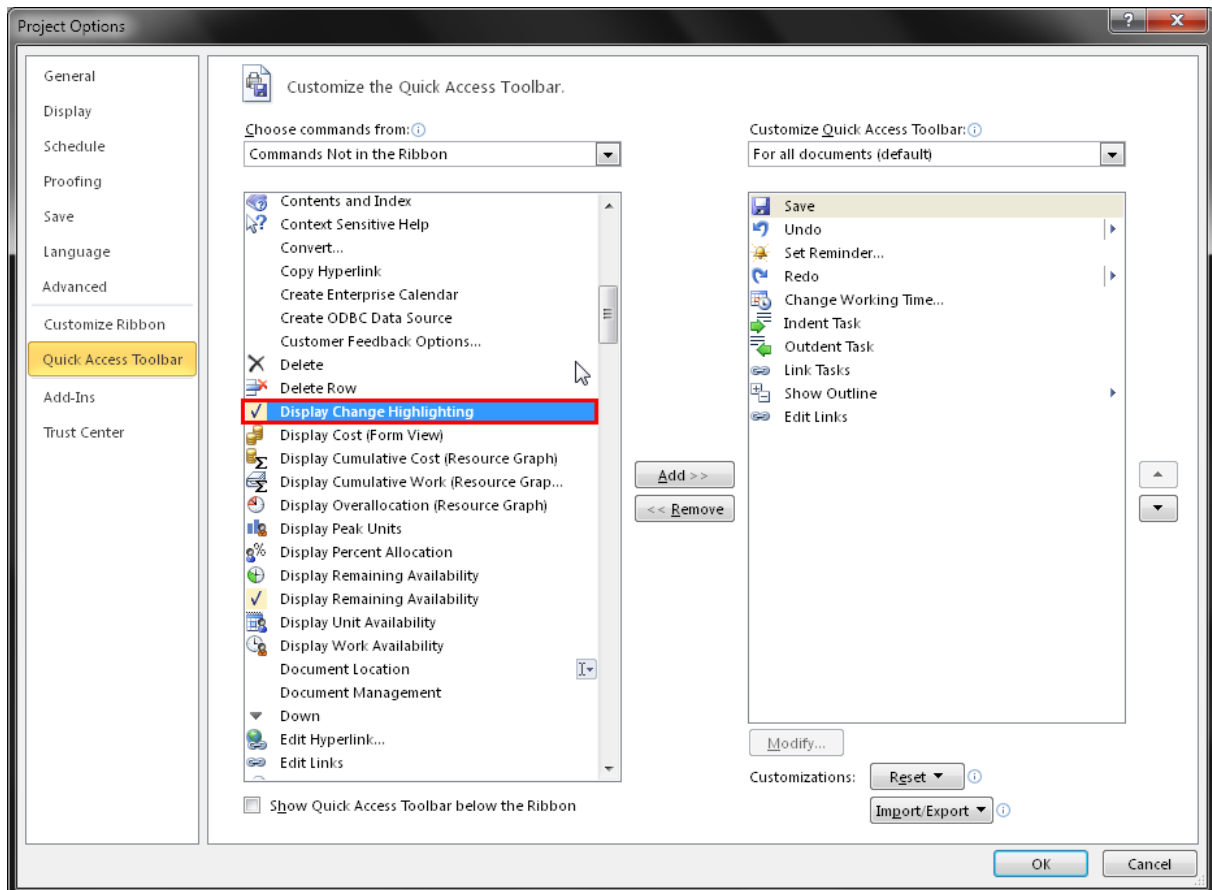 Project Options
General
Display
Schedule
Proofing
Save
Language
Advanced
Customize Ribbon
Quick Access Toolbar
Add-Ins
Trust Center
Customize the Quick Access Toolbar.
Choose commands from:
Commands Not in the Ribbon
Contents and Index
Context Sensitive Help
Convert...
Copy Hyperlink
Create Enterprise Calendar
Create ODBC Data Source
Customer Feedback Options...
Delete
Delete Row
Display Change Highlighting
Display Cost (Form View)
Display Cumulative Cost (Resource Graph)
Display Cumulative Work (Resource Grap...
Display Overallocation (Resource Graph)
Display Peak Units
Display Percent Allocation
Display Remaining Availability
Display Remaining Availability
Display Unit Availability
Display Work Availability
Document Location
Document Management
Down
Edit Hyperlink...
Edit Links
Show Quick Access Toolbar below the Ribbon
Add >>
<< Remove
Customize Quick Access Toolbar:
For all documents (default)
Save
Undo
Set Reminder...
Redo
Change Working Time...
Indent Task
Outdent Task
Link Tasks
Show Outline
Edit Links
Modify...
Customizations: Reset
Import/Export
OK Cancel